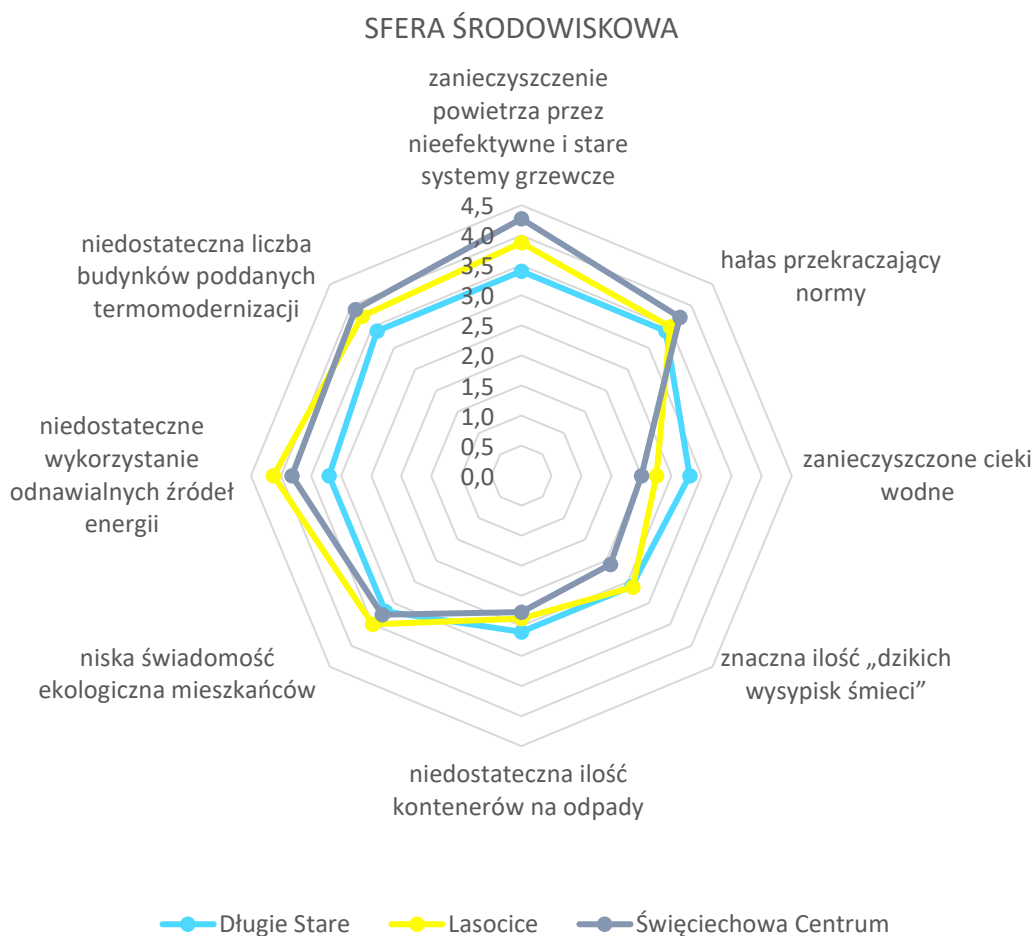 SFERA ŚRODOWISKOWA
zanieczyszczenie
powietrza przez
nieefektywne i stare
systemy grzewcze
hałas przekraczający
normy
zanieczyszczone cieki
wodne
znaczna ilość „dzikich
wysypisk śmieci”
niedostateczna ilość
kontenerów na odpady
niska świadomość
ekologiczna mieszkańców
niedostateczne
wykorzystanie
odnawialnych źródeł
energii
niedostateczna liczba
budynków poddanych
termomodernizacji
4,5
4,0
3,5
3,0
2,5
2,0
1,5
1,0
0,5
0,0
Długie Stare
Lasocice
Święciechowa Centrum